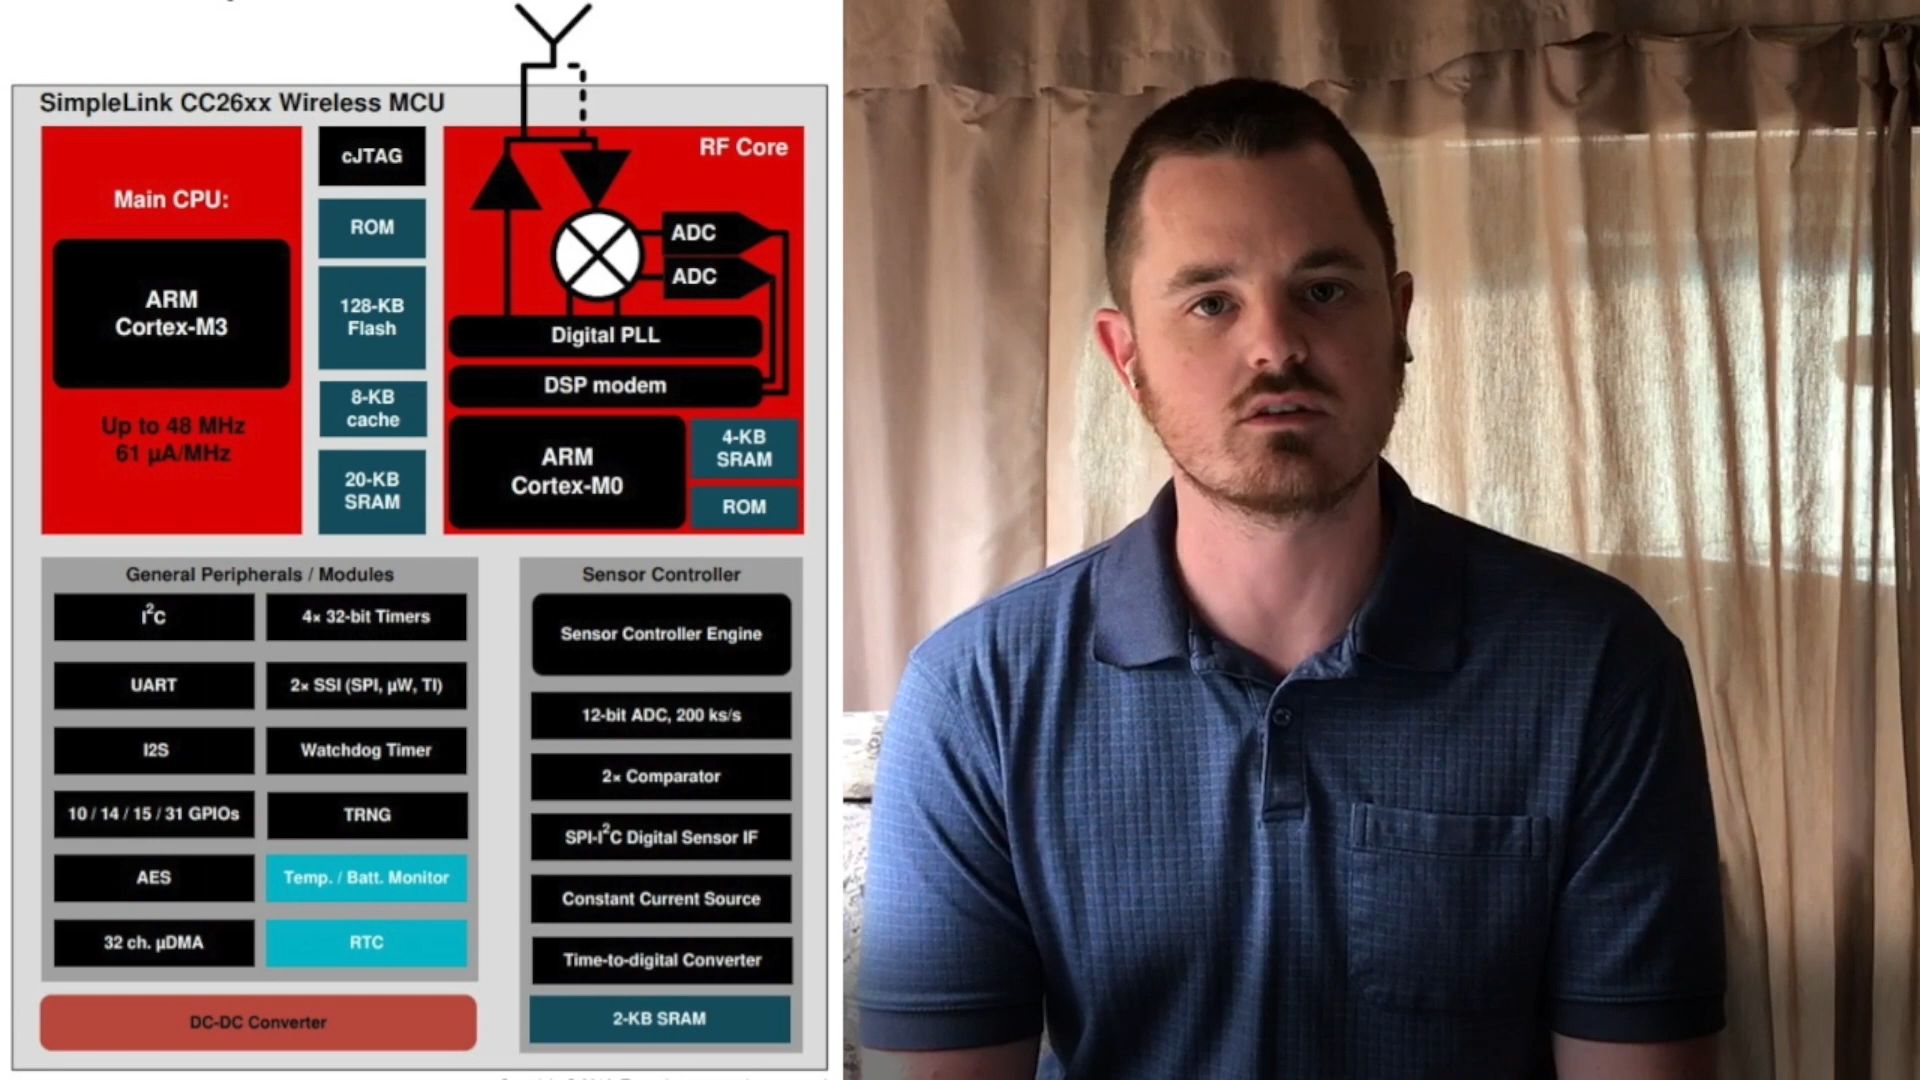 SimpleLink CC26xx Wireless MCU
Main CPU:
ARM
Cortex-M3
Up to 48 MHz
61 µA/MHz
cJTAG
ROM
128-KB
Flash
8-KB
cache
20-KB
SRAM
RF Core
ADC
ADC
Digital PLL
DSP modem
ARM
Cortex-M0
4-KB
SRAM
ROM
General Peripherals / Modules
I²C
4× 32-bit Timers
UART
2× SSI (SPI, µW, TI)
I2S
Watchdog Timer
10 / 14 / 15 / 31 GPIOs
TRNG
AES
Temp. / Batt. Monitor
32 ch. µDMA
RTC
DC-DC Converter
Sensor Controller
Sensor Controller Engine
12-bit ADC, 200 ks/s
2× Comparator
SPI-I²C Digital Sensor IF
Constant Current Source
Time-to-digital Converter
2-KB SRAM